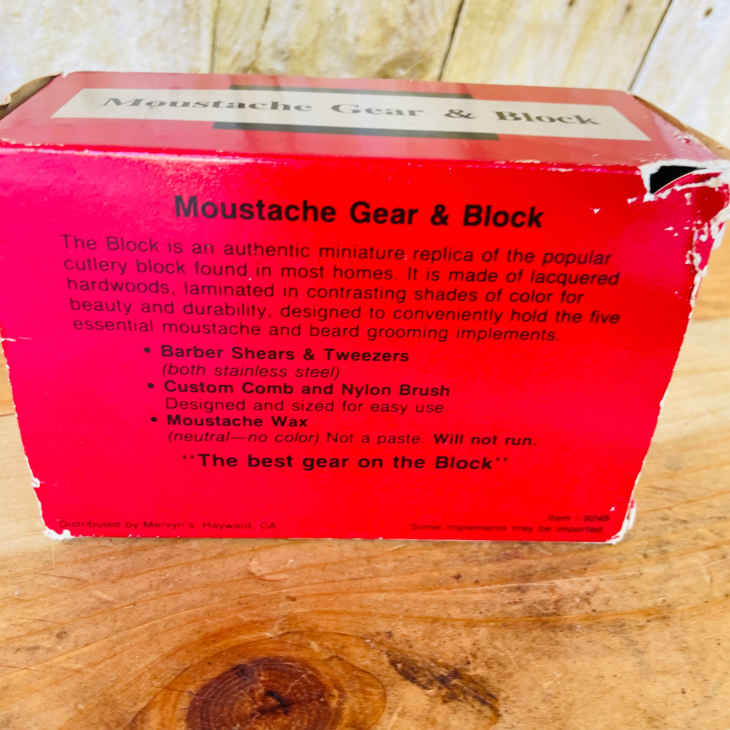 Moustache Gear & Block
Moustache Gear & Block
The Block is an authentic miniature replica of the popular
cutlery block found in most homes. It is made of lacquered
hardwoods, laminated in contrasting shades of color for
beauty and durability, designed to conveniently hold the five
essential moustache and beard grooming implements.
• Barber Shears & Tweezers
(both stainless steel)
• Custom Comb and Nylon Brush
Designed and sized for easy use.
• Moustache Wax
(neutral—no color) Not a paste. Will not run.
"The best gear on the Block"
Item -
Distributed by Mervyn's, Hayward, CA
Some implements may be imported.